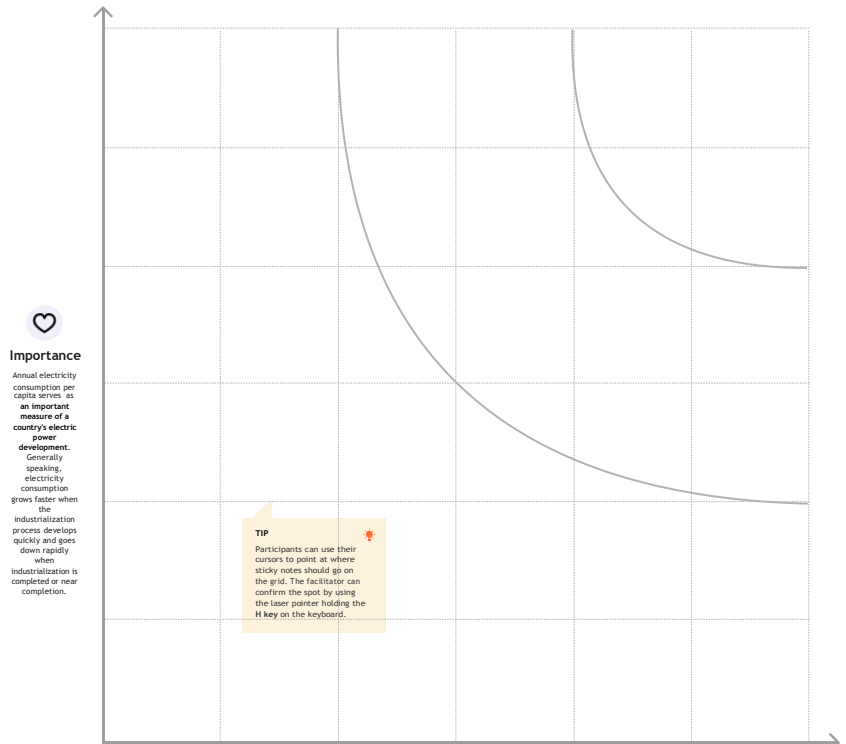 Importance
Annual electricity
consumption per
capita serves as
an important
measure of a
country's electric
power
development.
Generally
speaking,
electricity
consumption
grows faster when
the
industrialization
process develops
quickly and goes
down rapidly
when
industrialization is
completed or near
completion.
TIP
Participants can use their
cursors to point at where
sticky notes should go on
the grid. The facilitator can
confirm the spot by using
the laser pointer holding the
H key on the keyboard.